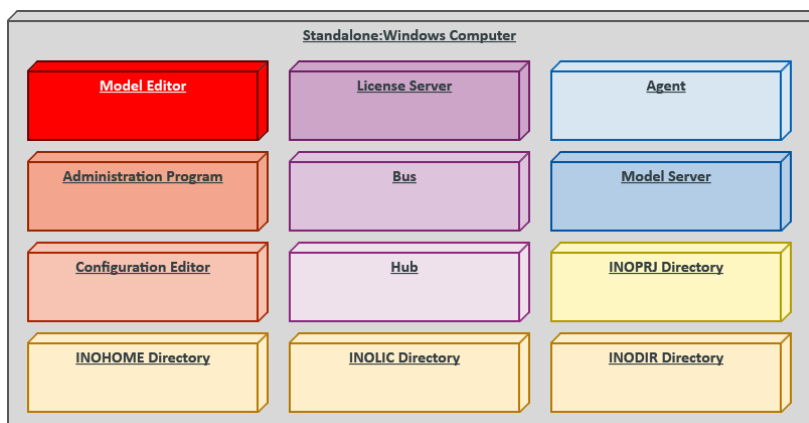 Standalone:Windows Computer
Model Editor
License Server
Agent
Administration Program
Bus
Model Server
Configuration Editor
Hub
INOPRJ Directory
INOHOME Directory
INOLIC Directory
INODIR Directory